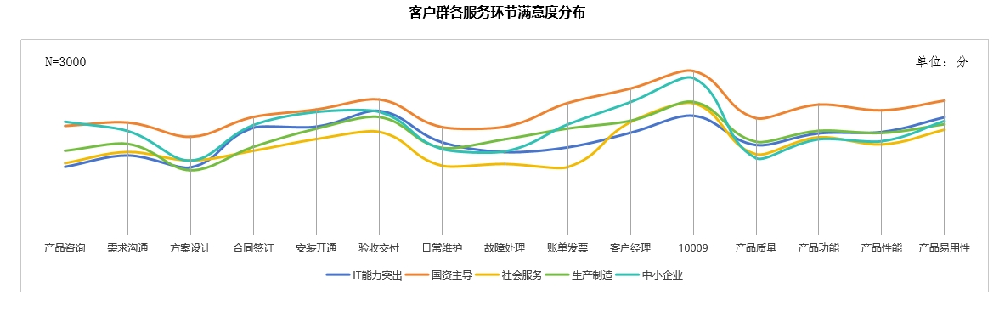 客户群各服务环节满意度分布
N=3000
单位：分
产品咨询 需求沟通 方案设计 合同签订 安装开通 验收交付 日常维护 故障处理 账单发票 客户经理 10009 产品质量 产品功能 产品性能 产品易用性
IT能力突出 国资主导 社会服务 生产制造 中小企业